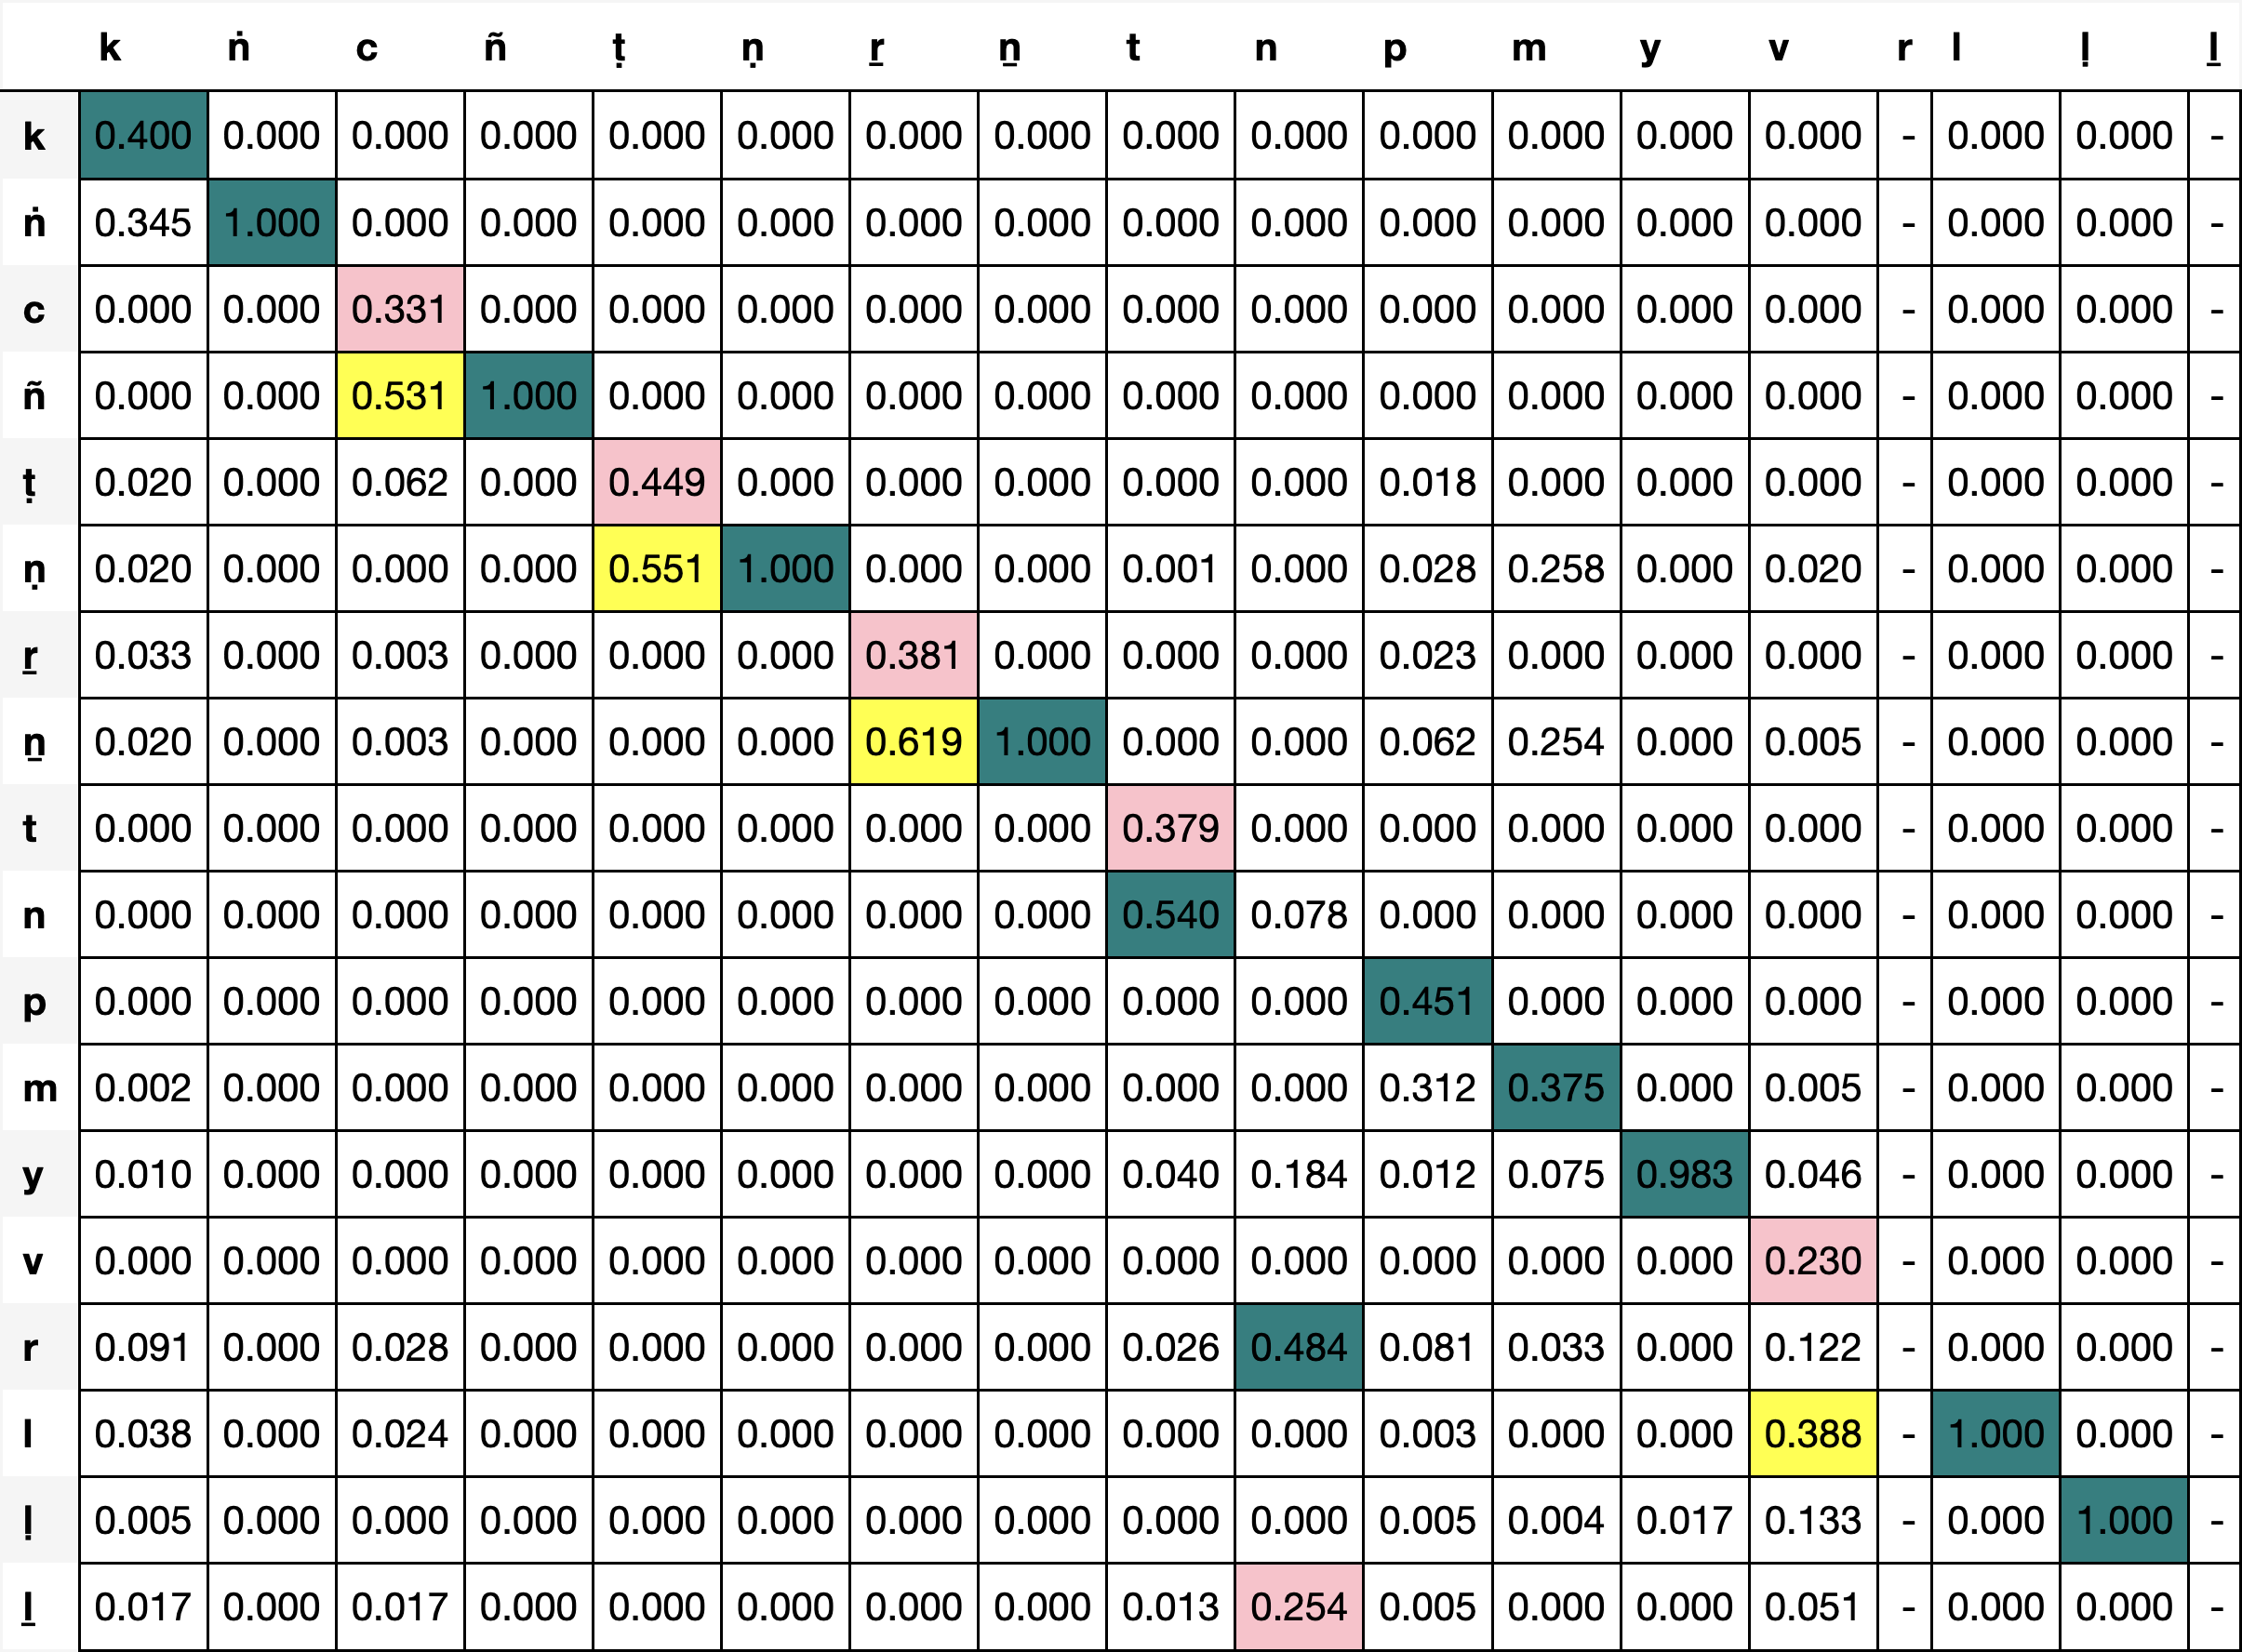 k ṅ c ñ ṭ ṇ ṟ ṉ t n p m y v r l ḷ ḻ
k 0.400 0.000 0.000 0.000 0.000 0.000 0.000 0.000 0.000 0.000 0.000 0.000 0.000 0.000 - 0.000 0.000 -
ṅ 0.345 1.000 0.000 0.000 0.000 0.000 0.000 0.000 0.000 0.000 0.000 0.000 0.000 0.000 - 0.000 0.000 -
c 0.000 0.000 0.331 0.000 0.000 0.000 0.000 0.000 0.000 0.000 0.000 0.000 0.000 0.000 - 0.000 0.000 -
ñ 0.000 0.000 0.531 1.000 0.000 0.000 0.000 0.000 0.000 0.000 0.000 0.000 0.000 0.000 - 0.000 0.000 -
ṭ 0.020 0.000 0.062 0.000 0.449 0.000 0.000 0.000 0.000 0.000 0.018 0.000 0.000 0.000 - 0.000 0.000 -
ṇ 0.020 0.000 0.000 0.000 0.551 1.000 0.000 0.000 0.001 0.000 0.028 0.258 0.000 0.020 - 0.000 0.000 -
ṟ 0.033 0.000 0.003 0.000 0.000 0.000 0.381 0.000 0.000 0.000 0.023 0.000 0.000 0.000 - 0.000 0.000 -
ṉ 0.020 0.000 0.003 0.000 0.000 0.000 0.619 1.000 0.000 0.000 0.062 0.254 0.000 0.005 - 0.000 0.000 -
t 0.000 0.000 0.000 0.000 0.000 0.000 0.000 0.000 0.379 0.000 0.000 0.000 0.000 0.000 - 0.000 0.000 -
n 0.000 0.000 0.000 0.000 0.000 0.000 0.000 0.000 0.540 0.078 0.000 0.000 0.000 0.000 - 0.000 0.000 -
p 0.000 0.000 0.000 0.000 0.000 0.000 0.000 0.000 0.000 0.000 0.451 0.000 0.000 0.000 - 0.000 0.000 -
m 0.002 0.000 0.000 0.000 0.000 0.000 0.000 0.000 0.000 0.000 0.312 0.375 0.000 0.005 - 0.000 0.000 -
y 0.010 0.000 0.000 0.000 0.000 0.000 0.000 0.000 0.040 0.184 0.012 0.075 0.983 0.046 - 0.000 0.000 -
v 0.000 0.000 0.000 0.000 0.000 0.000 0.000 0.000 0.000 0.000 0.000 0.000 0.000 0.230 - 0.000 0.000 -
r 0.091 0.000 0.028 0.000 0.000 0.000 0.000 0.000 0.026 0.484 0.081 0.033 0.000 0.122 - 0.000 0.000 -
l 0.038 0.000 0.024 0.000 0.000 0.000 0.000 0.000 0.000 0.000 0.003 0.000 0.000 0.388 - 1.000 0.000 -
ḷ 0.005 0.000 0.000 0.000 0.000 0.000 0.000 0.000 0.000 0.000 0.005 0.004 0.017 0.133 - 0.000 1.000 -
ḻ 0.017 0.000 0.017 0.000 0.000 0.000 0.000 0.000 0.013 0.254 0.005 0.000 0.000 0.051 - 0.000 0.000 -